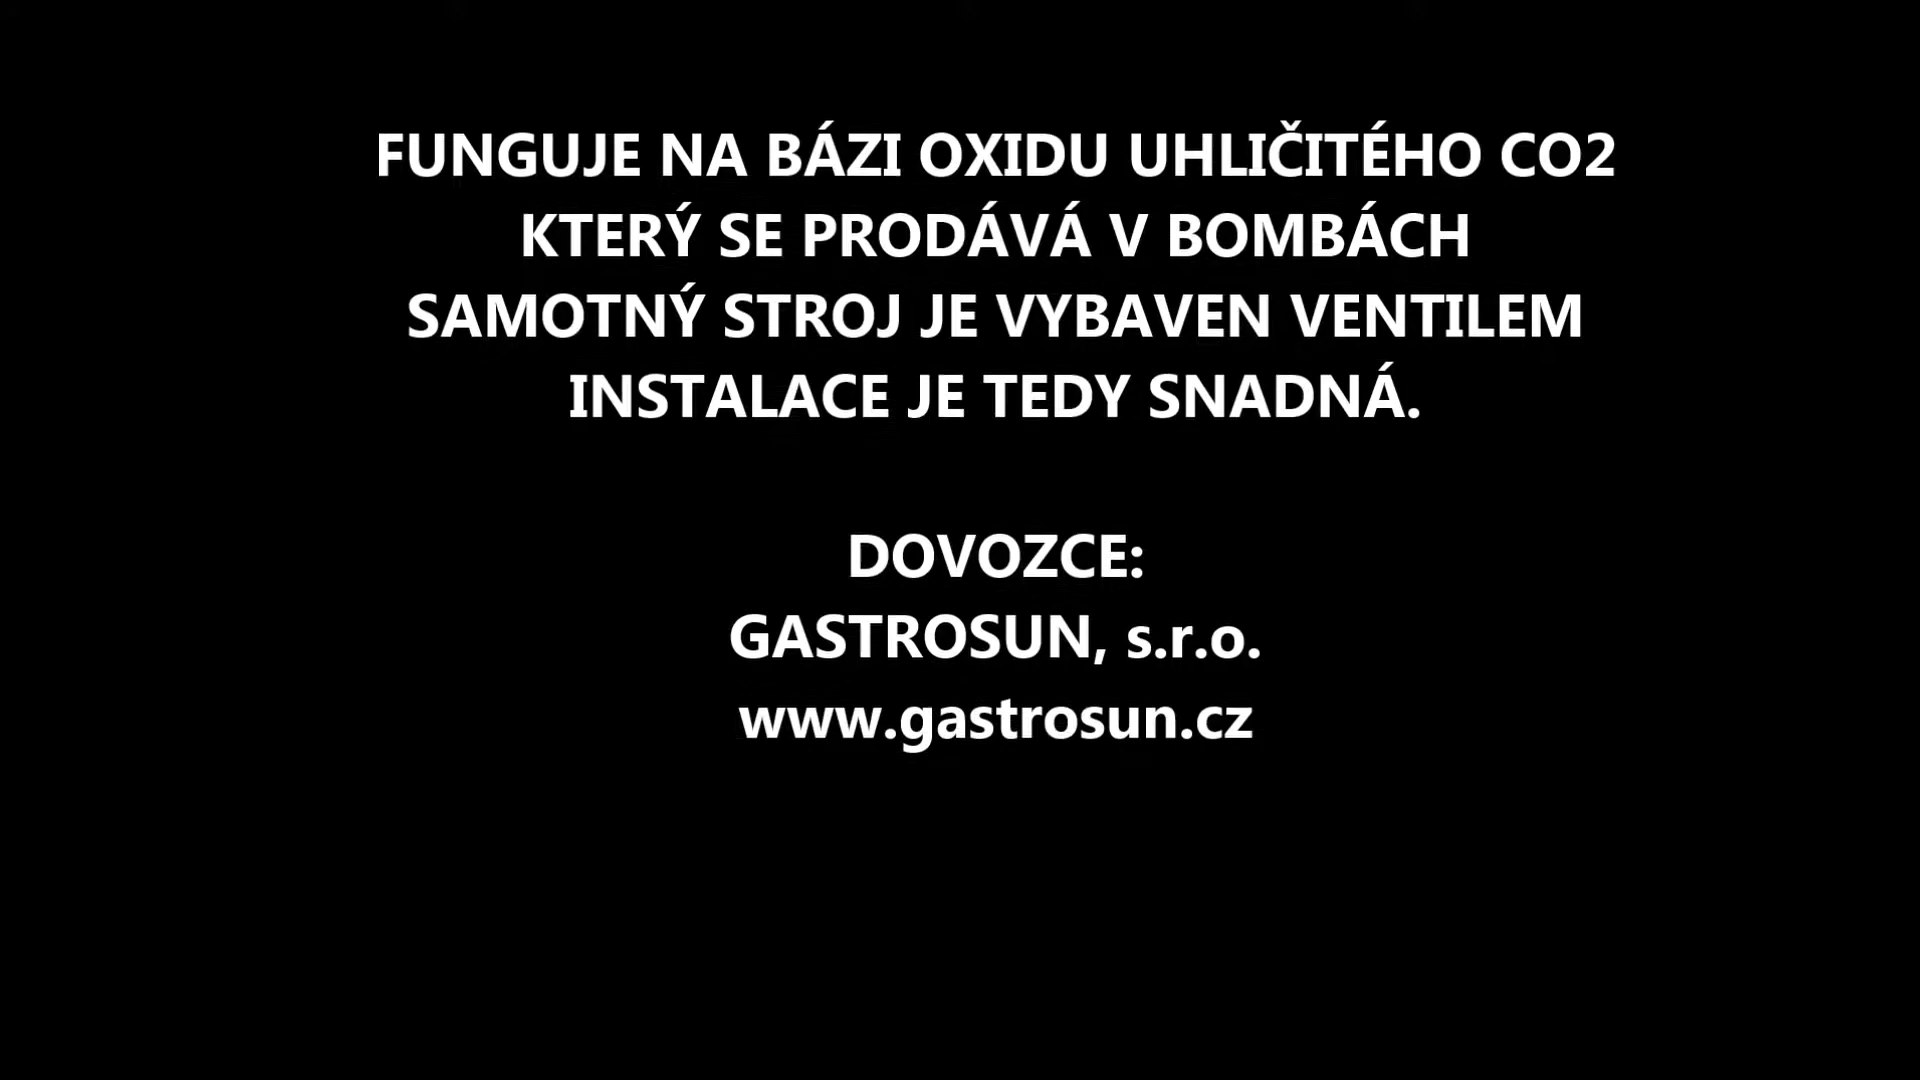 FUNGUJE NA BÁZI OXIDU UHLIČITÉHO CO2
KTERÝ SE PRODÁVÁ V BOMBÁCH
SAMOTNÝ STROJ JE VYBAVEN VENTILEM
INSTALACE JE TEDY SNADNÁ.
DOVOZCE:
GASTROSUN, s.r.o.
www.gastrosun.cz